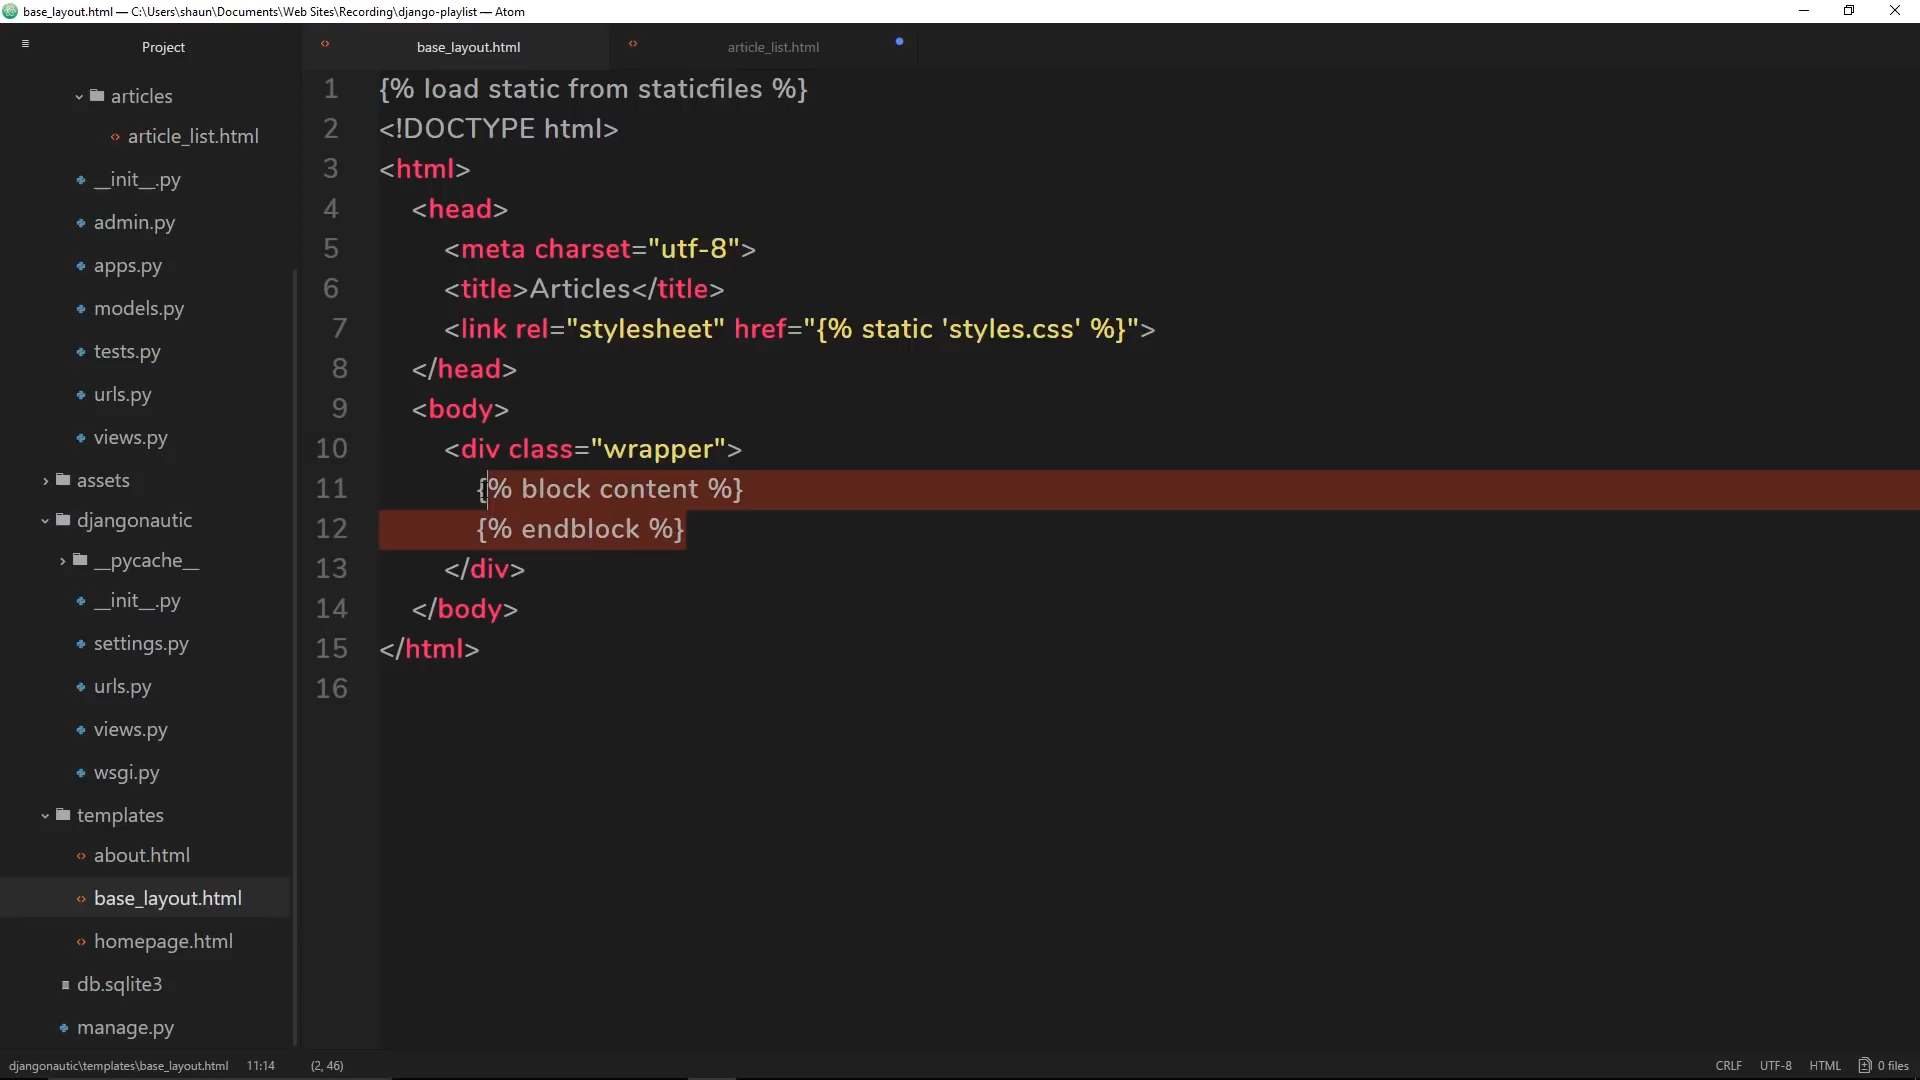 base_layout.html — C:\Users\shaun\Documents\Web Sites\Recording\django-playlist — Atom
Project
base_layout.html
article_list.html
articles
article_list.html
__init__.py
admin.py
apps.py
models.py
tests.py
urls.py
views.py
assets
djangonautic
__pycache__
__init__.py
settings.py
urls.py
views.py
wsgi.py
templates
about.html
base_layout.html
homepage.html
db.sqlite3
manage.py
1 {% load static from staticfiles %}
2 <!DOCTYPE html>
3 <html>
4 <head>
5 <meta charset="utf-8">
6 <title>Articles</title>
7 <link rel="stylesheet" href="{% static 'styles.css' %}">
8 </head>
9 <body>
10 <div class="wrapper">
11 {% block content %}
12 {% endblock %}
13 </div>
14 </body>
15 </html>
16
djangonautic\templates\base_layout.html 11:14 (2, 46) CRLF UTF-8 HTML 0 files